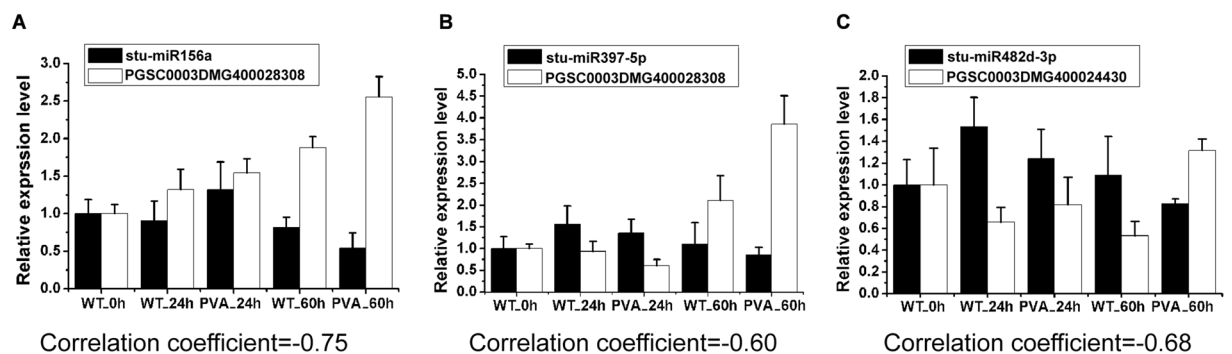 A
stu-miR156a
PGSC0003DMG400028308
Relative exprssion level
3.0
2.5
2.0
1.5
1.0
0.5
0.0
WT_0h WT_24h PVA_24h WT_60h PVA_60h
Correlation coefficient=-0.75
B
stu-miR397-5p
PGSC0003DMG400028308
Relative expression level
5.0
4.5
4.0
3.5
3.0
2.5
2.0
1.5
1.0
0.5
0.0
WT_0h WT_24h PVA_24h WT_60h PVA_60h
Correlation coefficient=-0.60
C
stu-miR482d-3p
PGSC0003DMG400024430
Relative expression level
2.0
1.8
1.6
1.4
1.2
1.0
0.8
0.6
0.4
0.2
0.0
WT_0h WT_24h PVA_24h WT_60h PVA_60h
Correlation coefficient=-0.68